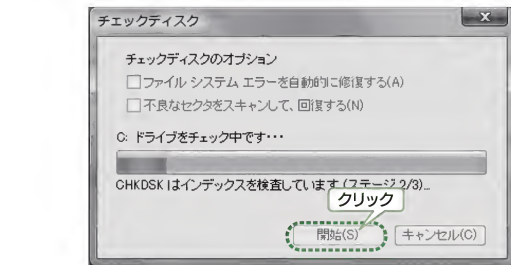 チェックディスク
チェックディスクのオプション
ファイル システム エラーを自動的に修復する(A)
不良なセクタをスキャンして、回復する(N)
C: ドライブをチェック中です・・・
CHKDSK はインデックスを検査しています (ステージ 2/3)...
クリック
開始(S)
キャンセル(C)